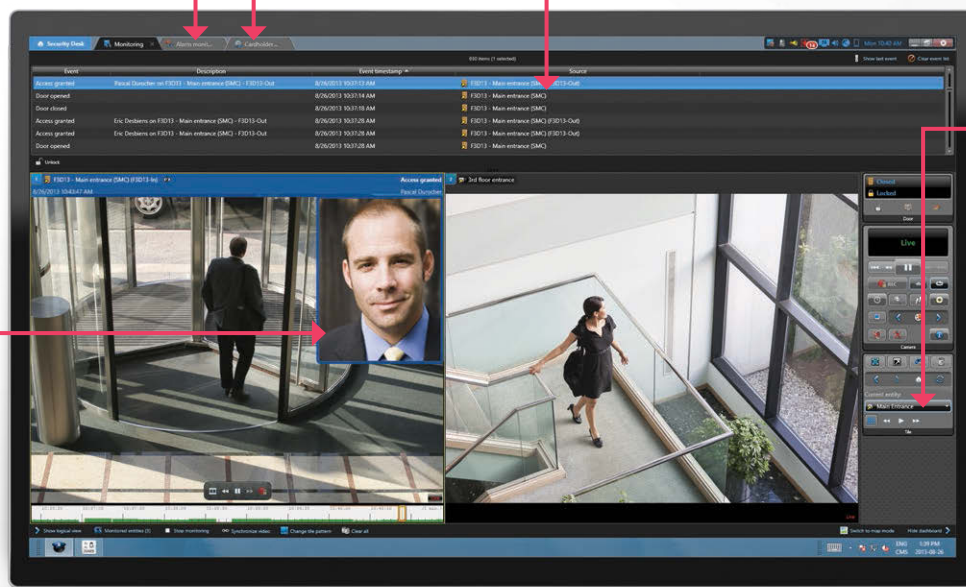 Security Desk
Monitoring
Alarm monit...
Cardholder...
Mon 10:43 AM
830 items (1 selected)
Show last event
Clear event list
Event Description Event timestamp Source
Access granted Pascal Durocher on F3D13 - Main entrance (SMC) - F3D13-Out 8/26/2013 10:37:13 AM F3D13 - Main entrance (SMC) (F3D13-Out)
Door opened 8/26/2013 10:37:14 AM F3D13 - Main entrance (SMC)
Door closed 8/26/2013 10:37:18 AM F3D13 - Main entrance (SMC)
Access granted Eric Desbiens on F3D13 - Main entrance (SMC) - F3D13-Out 8/26/2013 10:37:28 AM F3D13 - Main entrance (SMC) (F3D13-Out)
Access granted Eric Desbiens on F3D13 - Main entrance (SMC) - F3D13-Out 8/26/2013 10:37:28 AM F3D13 - Main entrance (SMC) (F3D13-Out)
Door opened 8/26/2013 10:37:28 AM F3D13 - Main entrance (SMC)
Unlock
F3D13 - Main entrance (SMC) (F3D13-In) Access granted
8/26/2013 10:43:47 AM Pascal Durocher
3rd floor entrance
Closed
Locked
Door
Live
REC
Camera
Current entity:
Main Entrance
Tile
Show logical view
Monitored entities (3)
Stop monitoring
Synchronize video
Change tile pattern
Clear all
Switch to map mode
Hide dashboard
ENG 1:39 PM
CMS 2013-08-26